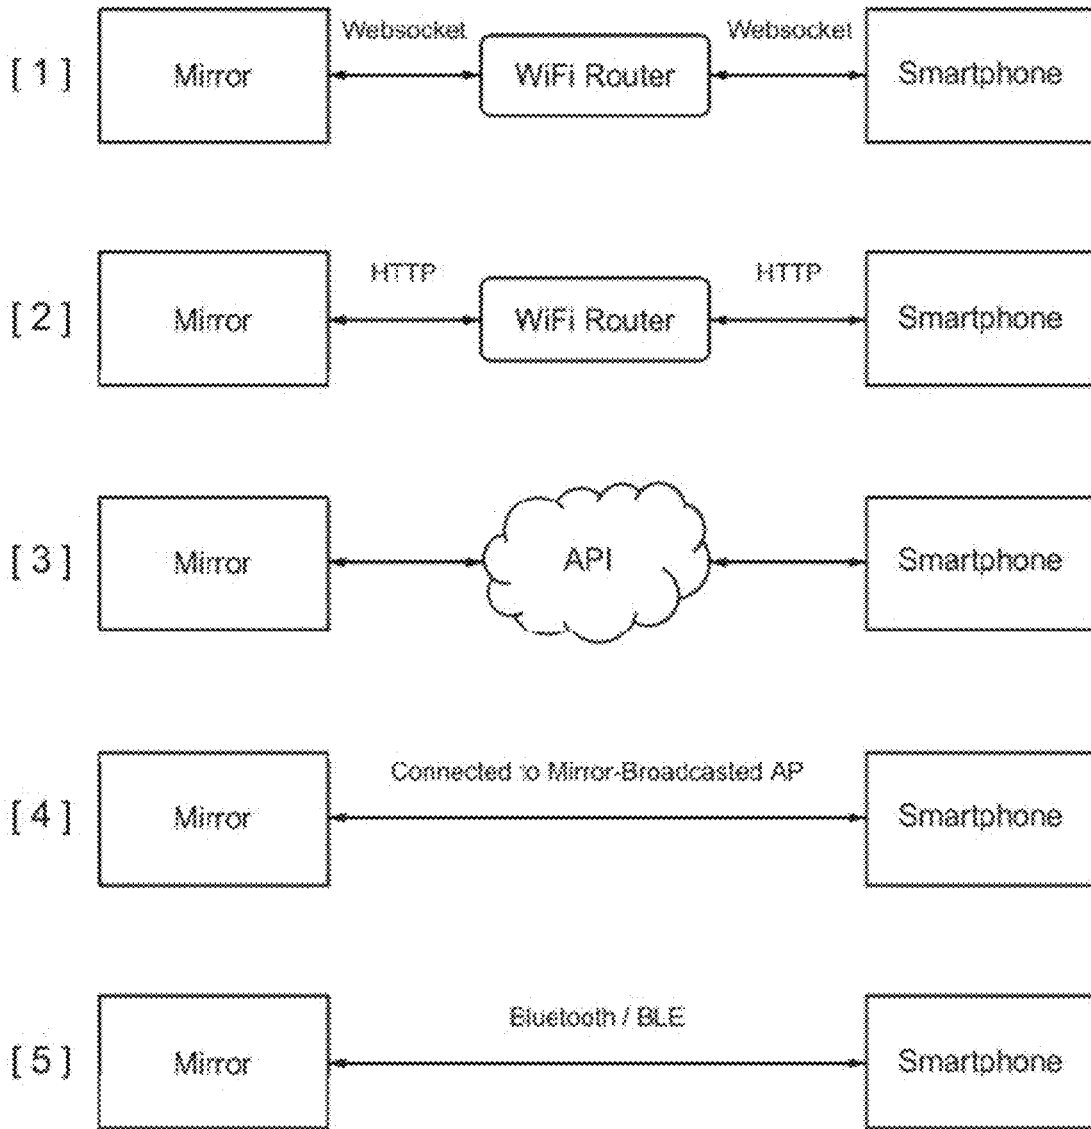 Websocket Websocket
[ 1 ] Mirror WiFi Router Smartphone
HTTP HTTP
[ 2 ] Mirror WiFi Router Smartphone
[ 3 ] Mirror API Smartphone
Connected to Mirror-Broadcasted AP
[ 4 ] Mirror Smartphone
Bluetooth / BLE
[ 5 ] Mirror Smartphone